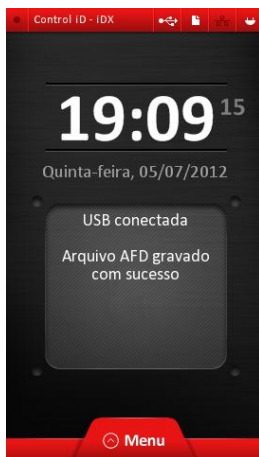 Control iD - iDX
19:09 15
Quinta-feira, 05/07/2012
USB conectada
Arquivo AFD gravado
com sucesso
Menu